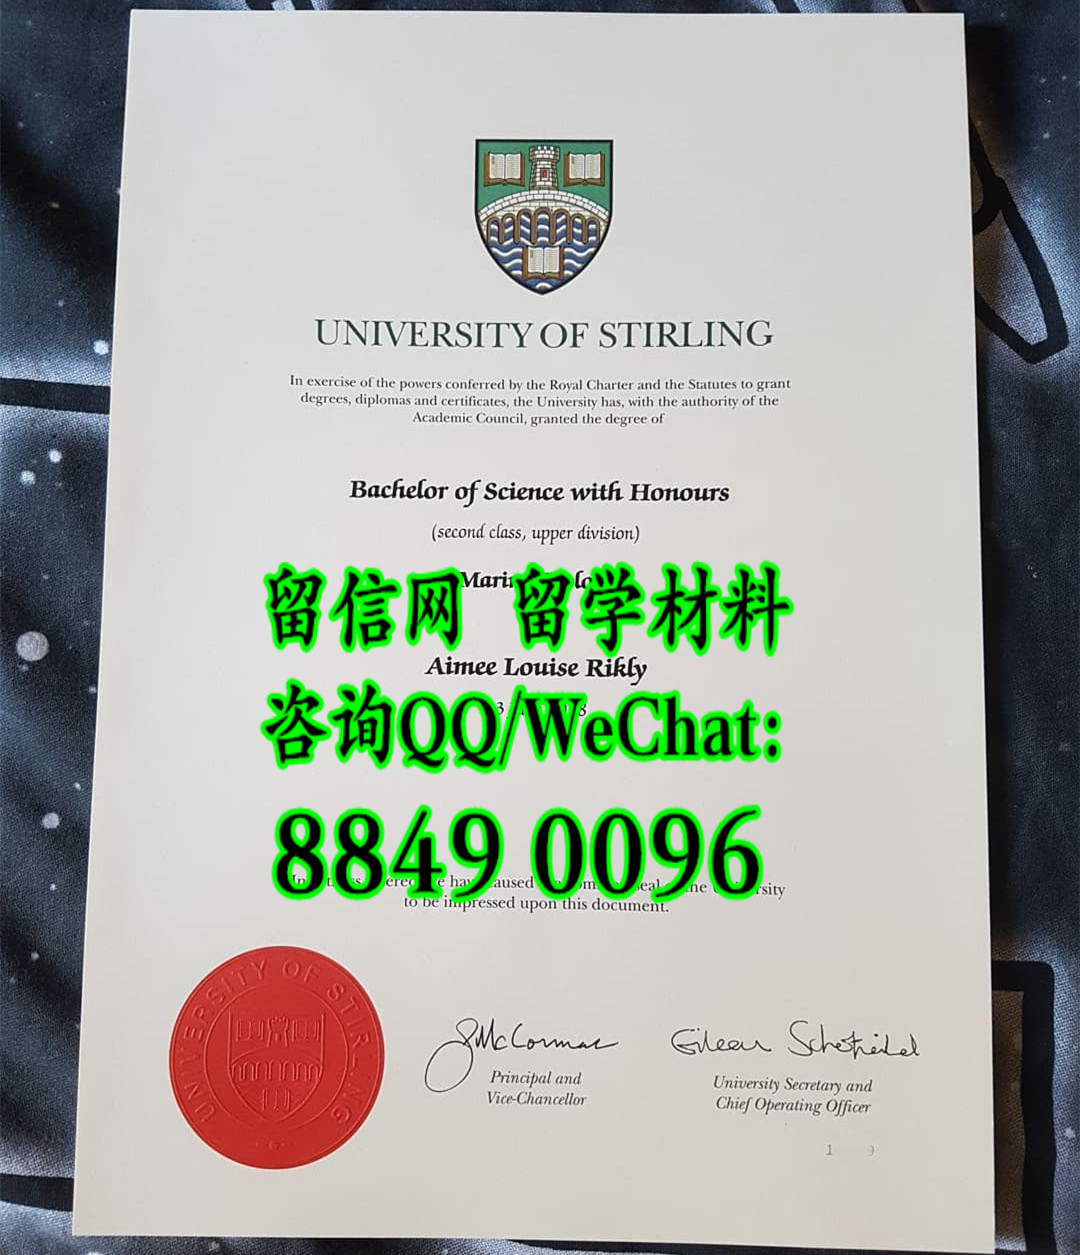 UNIVERSITY OF STIRLING
In exercise of the powers conferred by the Royal Charter and the Statutes to grant
degrees, diplomas and certificates, the University has, with the authority of the
Academic Council, granted the degree of
Bachelor of Science with Honours
(second class, upper division)
留信网 留学材料
Aimee Louise Rikly
咨询QQ/WeChat:
8849 0096
to be impressed upon this document.
UNIVERSITY OF STIRLING
Principal and
Vice-Chancellor
University Secretary and
Chief Operating Officer
1 9